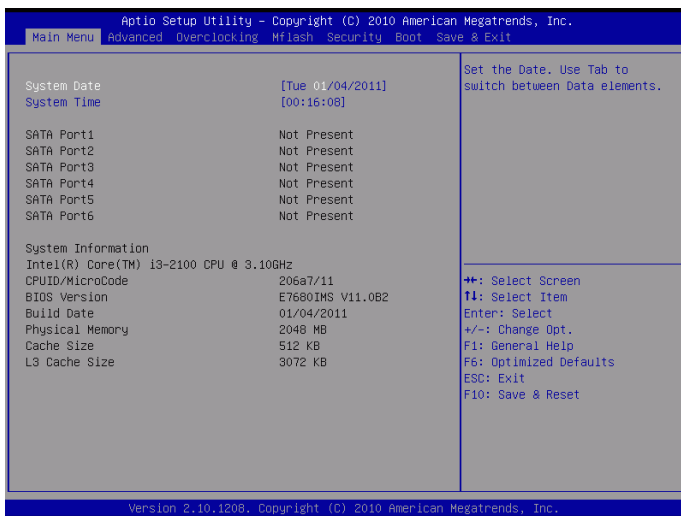 Aptio Setup Utility – Copyright (C) 2010 American Megatrends, Inc.
Main Menu Advanced Overclocking Mflash Security Boot Save & Exit
System Date [Tue 01/04/2011]
System Time [00:16:08]
SATA Port1 Not Present
SATA Port2 Not Present
SATA Port3 Not Present
SATA Port4 Not Present
SATA Port5 Not Present
SATA Port6 Not Present
System Information
Intel(R) Core(TM) i3-2100 CPU @ 3.10GHz
CPUID/MicroCode 206a7/11
BIOS Version E7680IMS V11.0B2
Build Date 01/04/2011
Physical Memory 2048 MB
Cache Size 512 KB
L3 Cache Size 3072 KB
Set the Date. Use Tab to
switch between Data elements.
→←: Select Screen
↑↓: Select Item
Enter: Select
+/-: Change Opt.
F1: General Help
F6: Optimized Defaults
ESC: Exit
F10: Save & Reset
Version 2.10.1208. Copyright (C) 2010 American Megatrends, Inc.